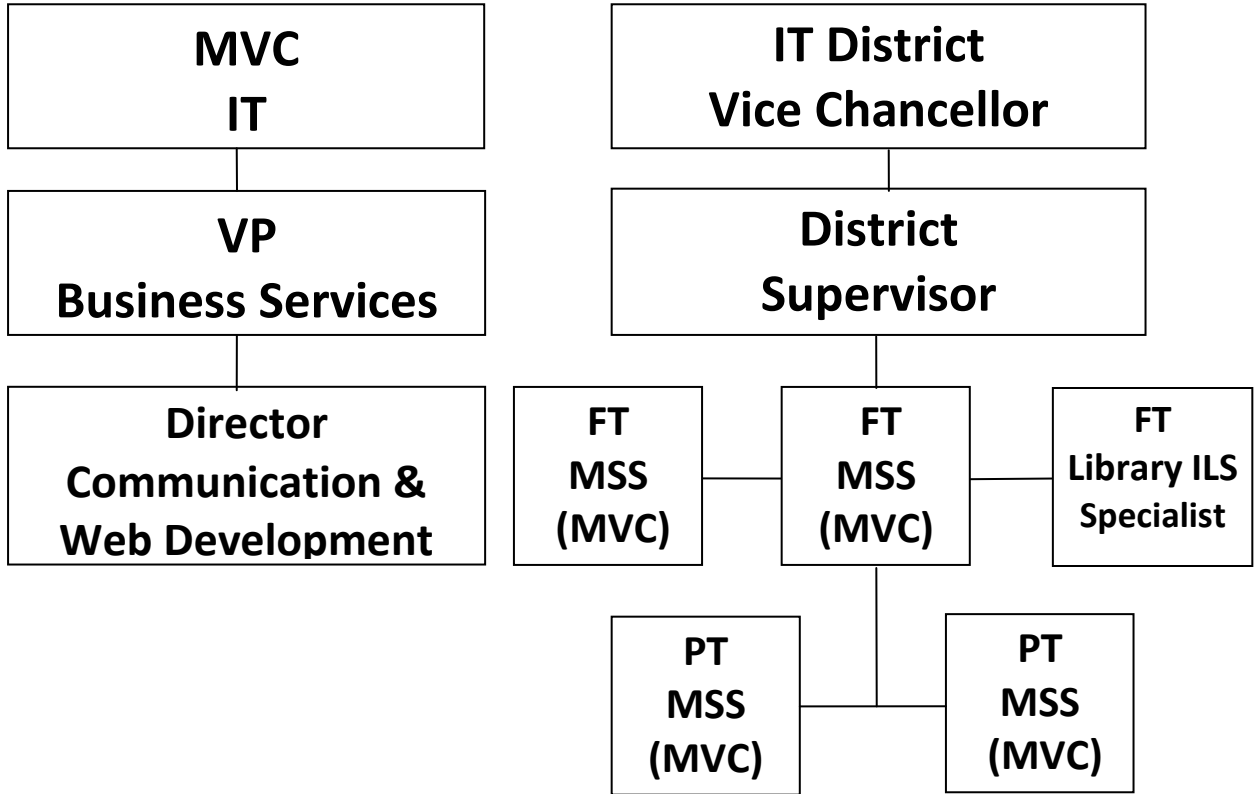 MVC
IT
VP
Business Services
Director
Communication &
Web Development
IT District
Vice Chancellor
District
Supervisor
FT
MSS
(MVC)
FT
MSS
(MVC)
FT
Library ILS
Specialist
PT
MSS
(MVC)
PT
MSS
(MVC)